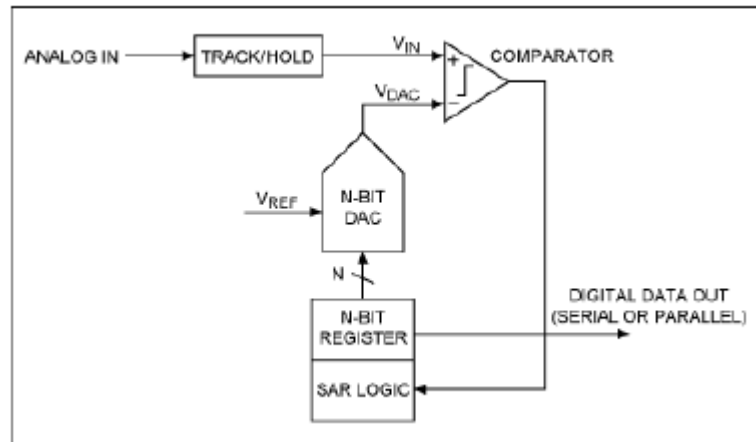 ANALOG IN
TRACK/HOLD
VIN
COMPARATOR
+
VDAC
−
N-BIT
DAC
VREF
N
N-BIT
REGISTER
DIGITAL DATA OUT
(SERIAL OR PARALLEL)
SAR LOGIC